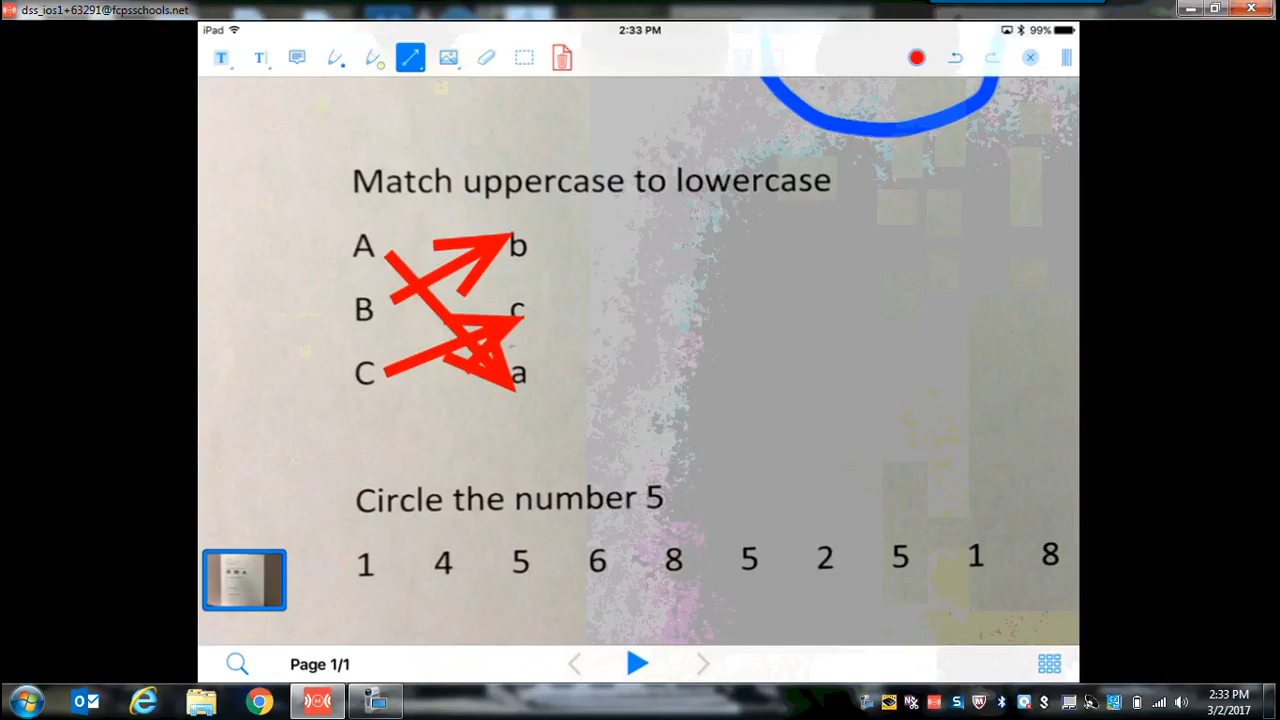 dss_ios1+63291@fcpsschools.net
iPad 2:33 PM 99%
T T
Match uppercase to lowercase
A b
B c
C a
Circle the number 5
1 4 5 6 8 5 2 5 1 8
Page 1/1
2:33 PM
3/2/2017